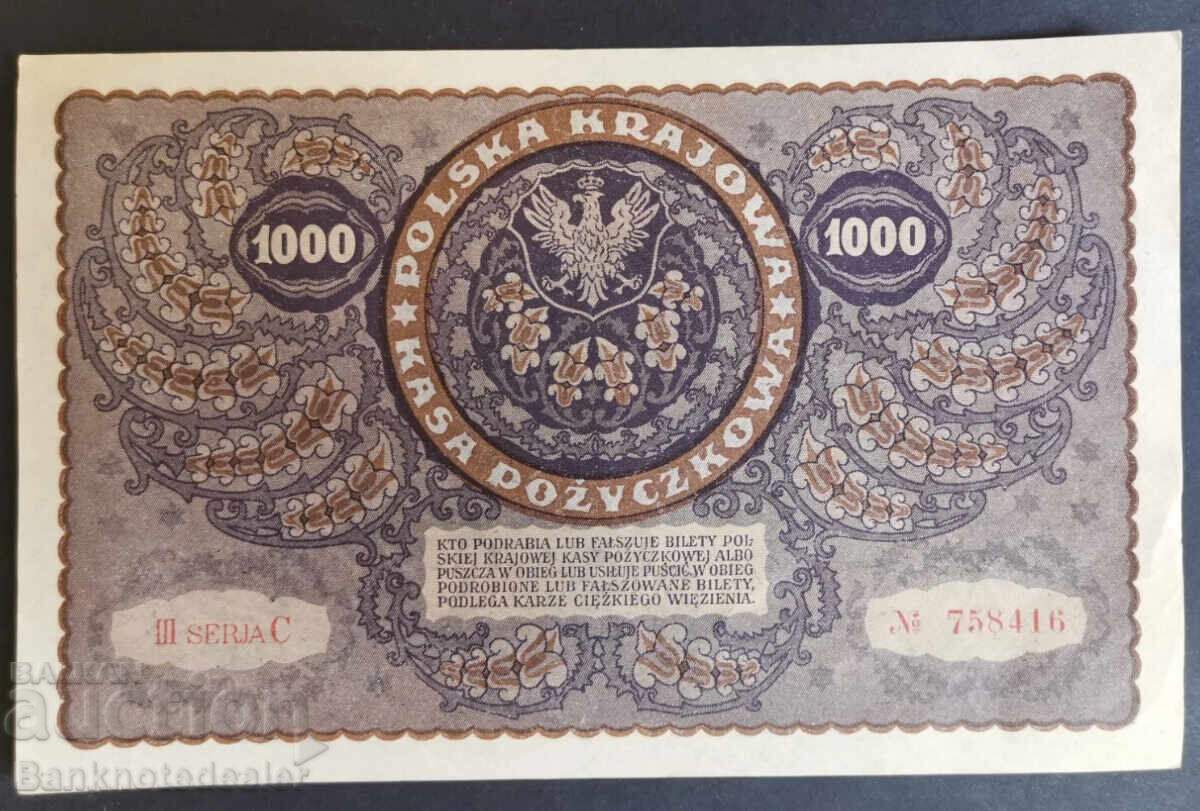 1000
POLSKA KRAJOWA
★ KASA POŻYCZKOWA ★
1000
KTO PODRABIA LUB FAŁSZUJE BILETY POL
SKIEJ KRAJOWEJ KASY POŻYCZKOWEJ ALBO
PUSZCZA W OBIEG LUB USIŁUJE PUŚCIĆ W OBIEG
PODROBIONE LUB FAŁSZOWANE BILETY,
PODLEGA KARZE CIĘŻKIEGO WIĘZIENIA.
III SERJA C
№ 758416
auction
Banknotedealer